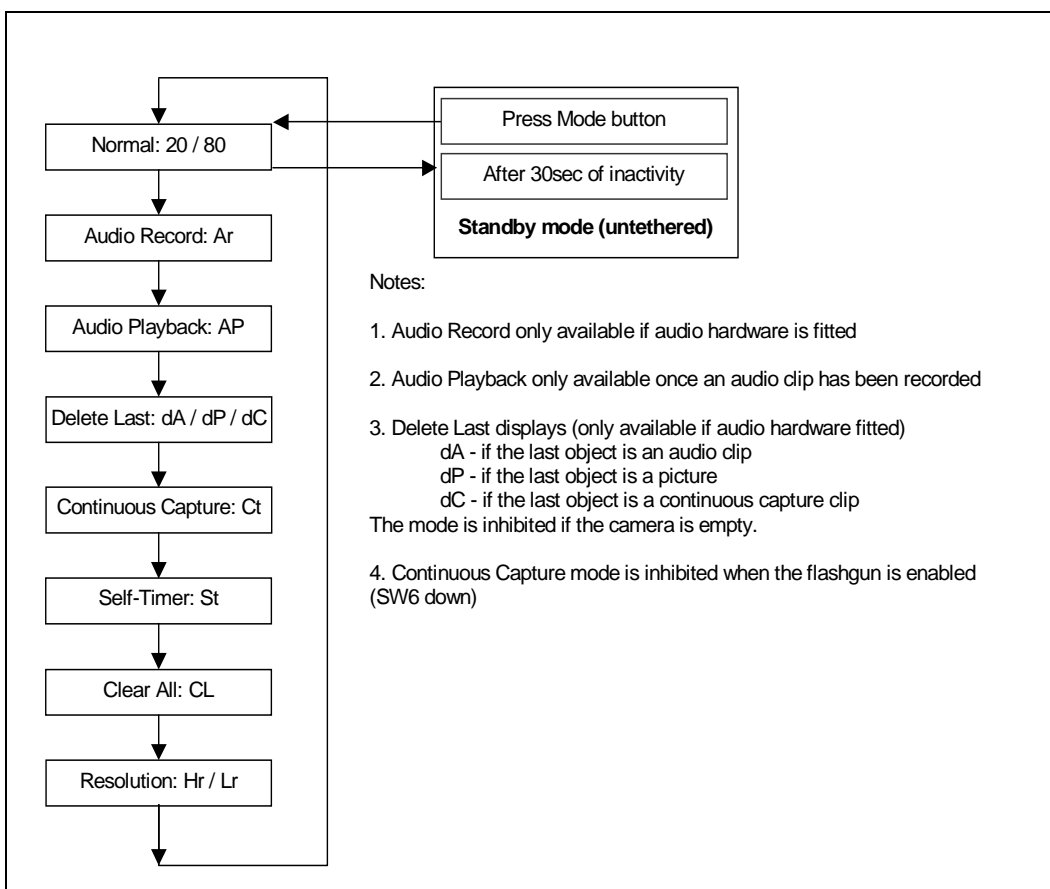 Normal: 20 / 80
Audio Record: Ar
Audio Playback: AP
Delete Last: dA / dP / dC
Continuous Capture: Ct
Self-Timer: St
Clear All: CL
Resolution: Hr / Lr
Press Mode button
After 30sec of inactivity
Standby mode (untethered)
Notes:
1. Audio Record only available if audio hardware is fitted
2. Audio Playback only available once an audio clip has been recorded
3. Delete Last displays (only available if audio hardware fitted)
dA - if the last object is an audio clip
dP - if the last object is a picture
dC - if the last object is a continuous capture clip
The mode is inhibited if the camera is empty.
4. Continuous Capture mode is inhibited when the flashgun is enabled
(SW6 down)